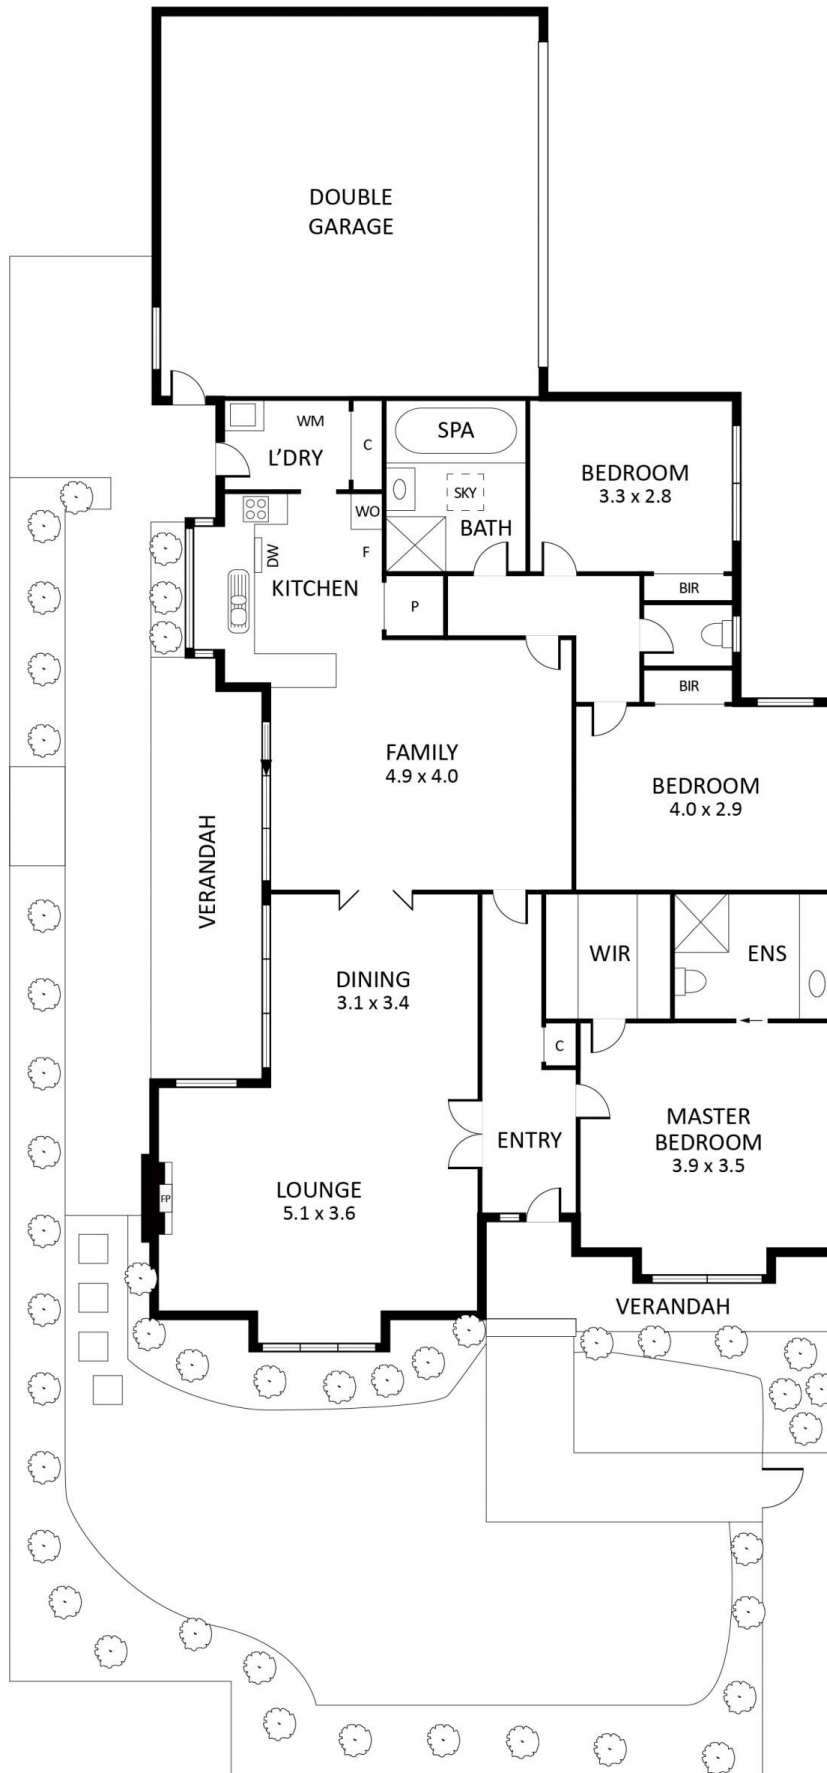 DOUBLE
GARAGE
WM
L'DRY
C
SPA
SKY
BATH
BEDROOM
3.3 x 2.8
WO
F
DW
KITCHEN
P
BIR
BIR
FAMILY
4.9 x 4.0
BEDROOM
4.0 x 2.9
VERANDAH
DINING
3.1 x 3.4
WIR
ENS
C
ENTRY
MASTER
BEDROOM
3.9 x 3.5
FP
LOUNGE
5.1 x 3.6
VERANDAH